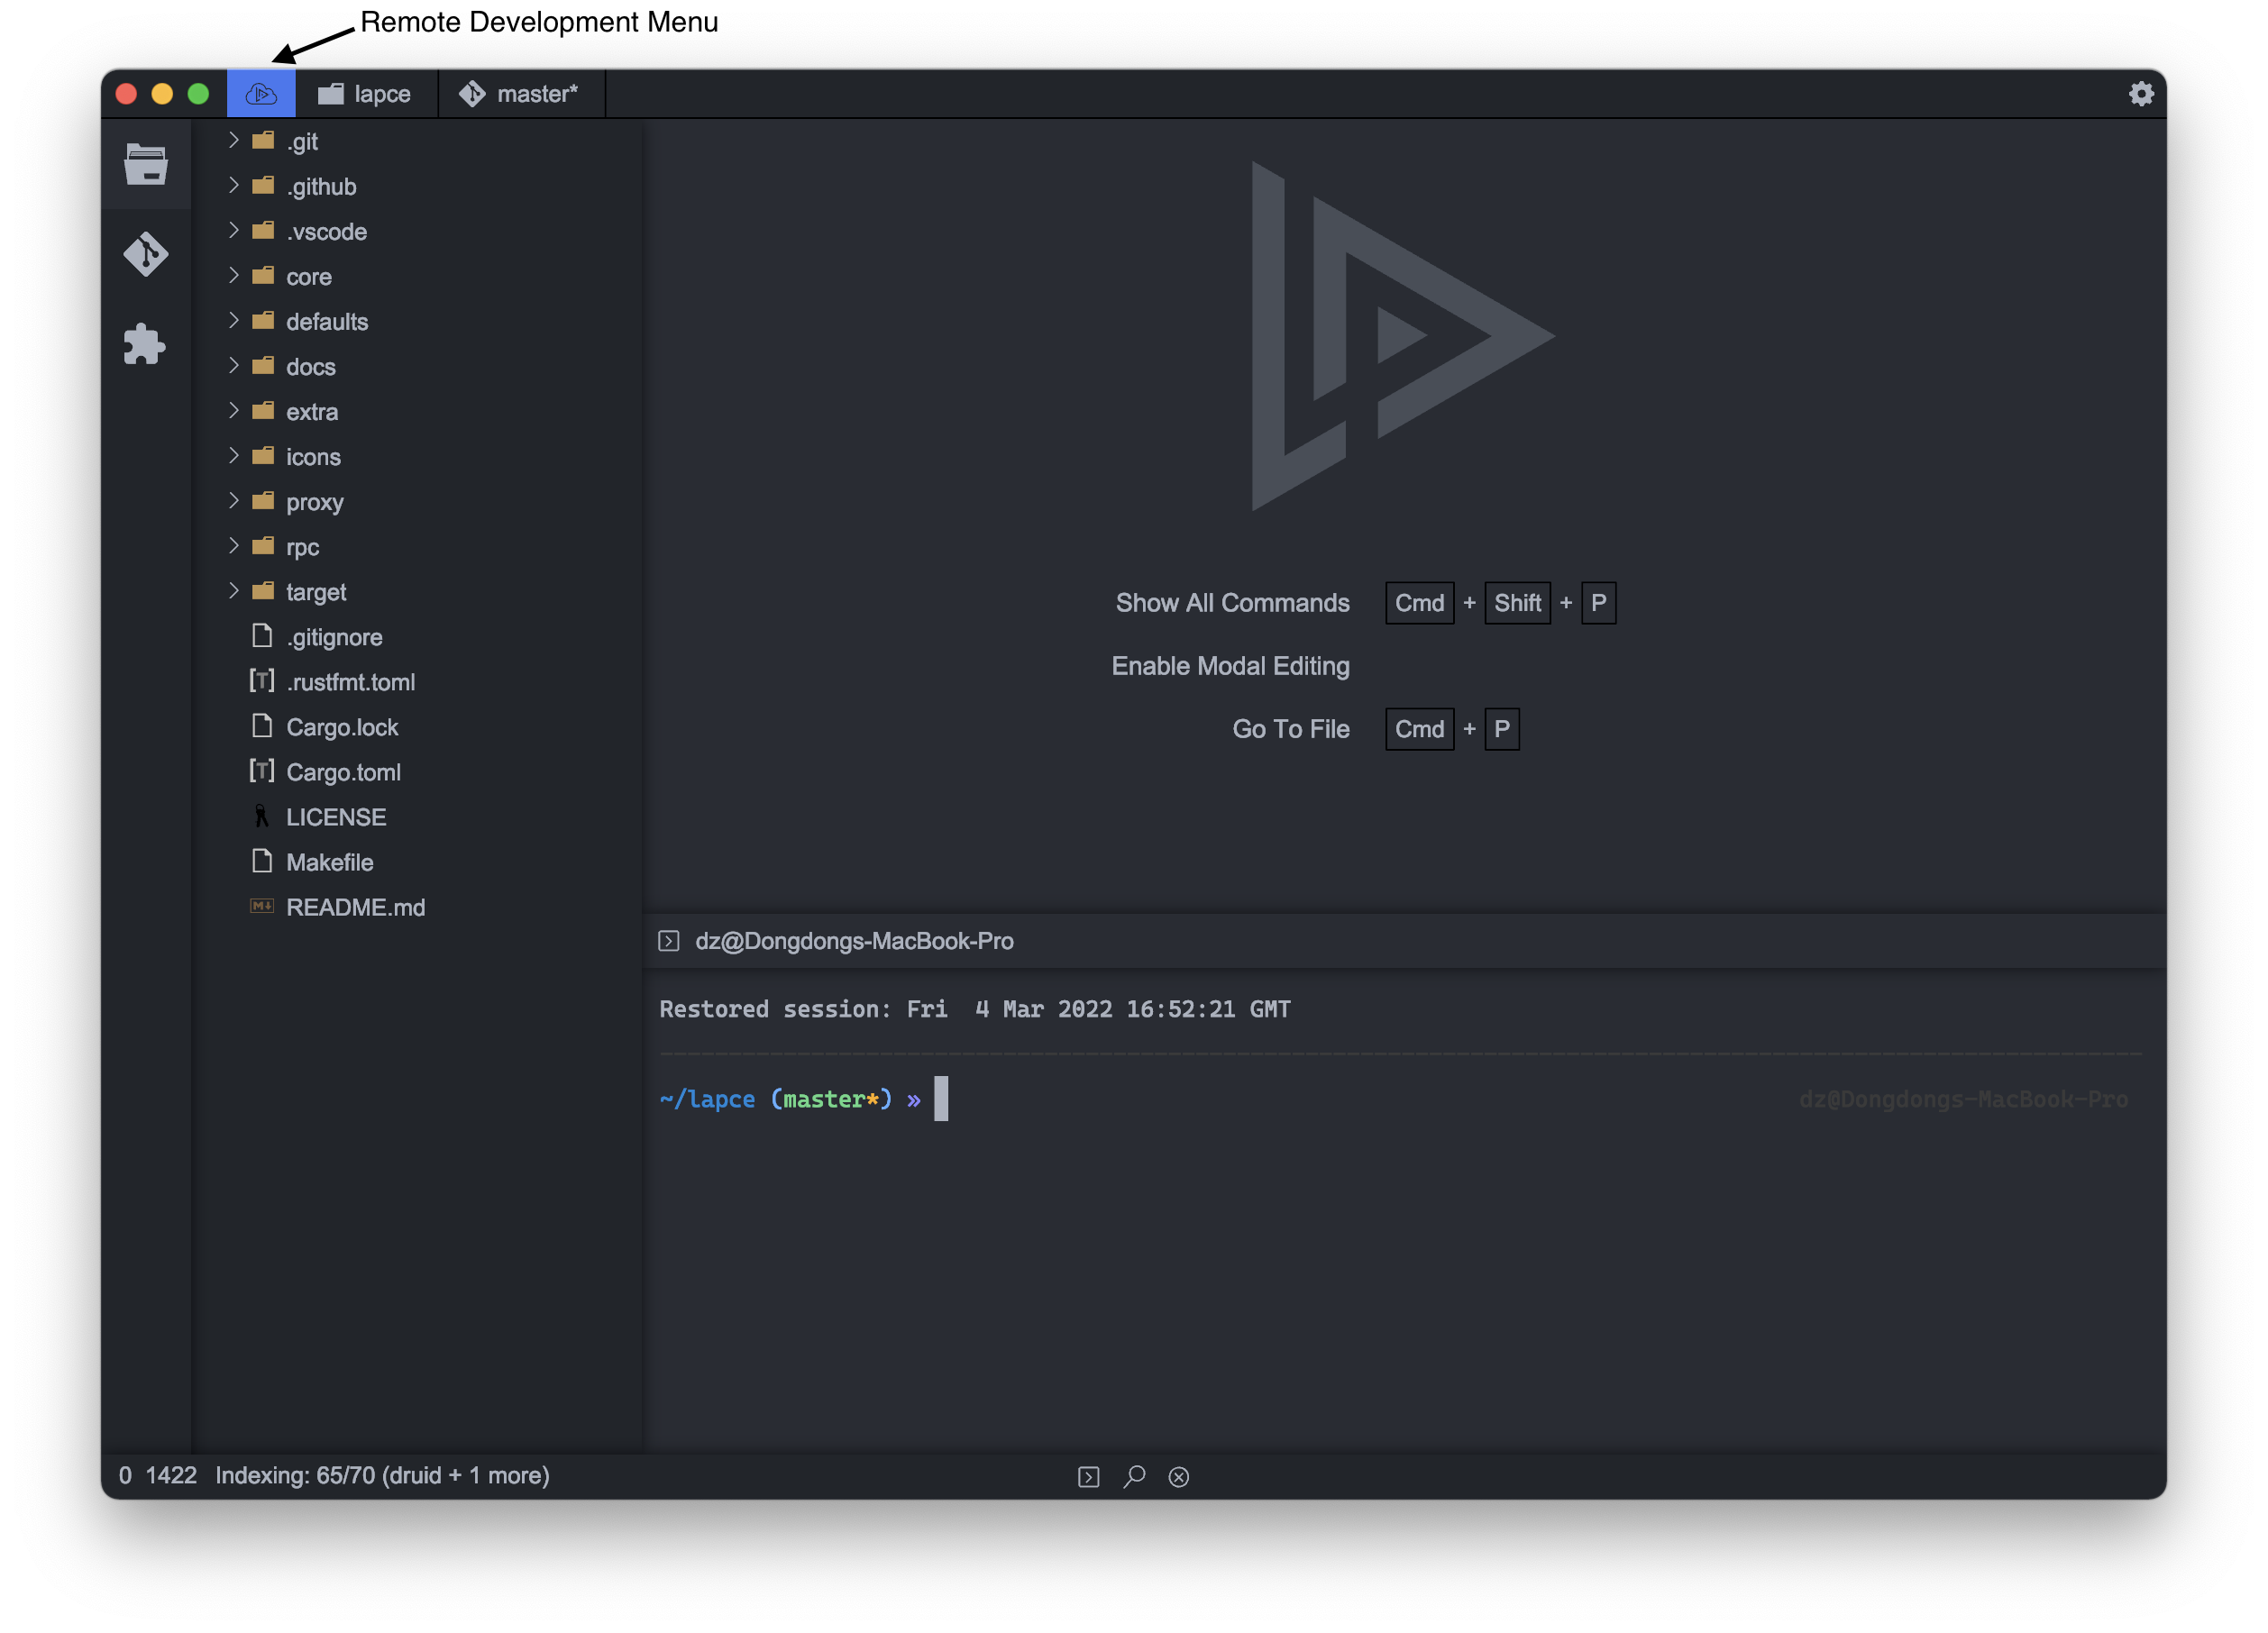 Remote Development Menu
lapce
master*
.git
.github
.vscode
core
defaults
docs
extra
icons
proxy
rpc
target
.gitignore
[T] .rustfmt.toml
Cargo.lock
[T] Cargo.toml
LICENSE
Makefile
M↓ README.md
Show All Commands Cmd + Shift + P
Enable Modal Editing
Go To File Cmd + P
dz@Dongdongs-MacBook-Pro
Restored session: Fri  4 Mar 2022 16:52:21 GMT
~/lapce (master*) » dz@Dongdongs-MacBook-Pro
0 1422 Indexing: 65/70 (druid + 1 more)